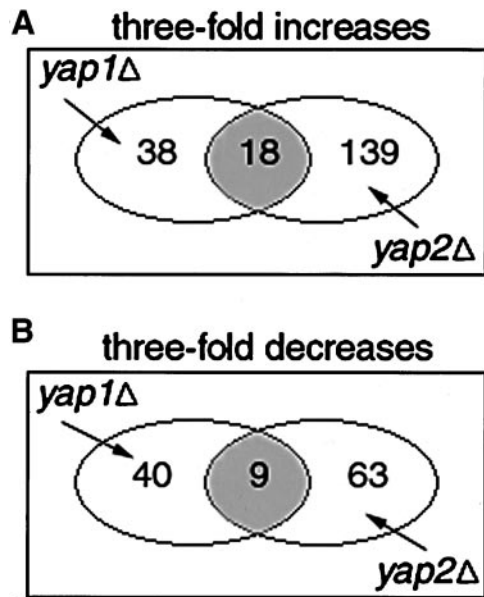 A
three-fold increases
yap1Δ
38 18 139
yap2Δ
B
three-fold decreases
yap1Δ
40 9 63
yap2Δ